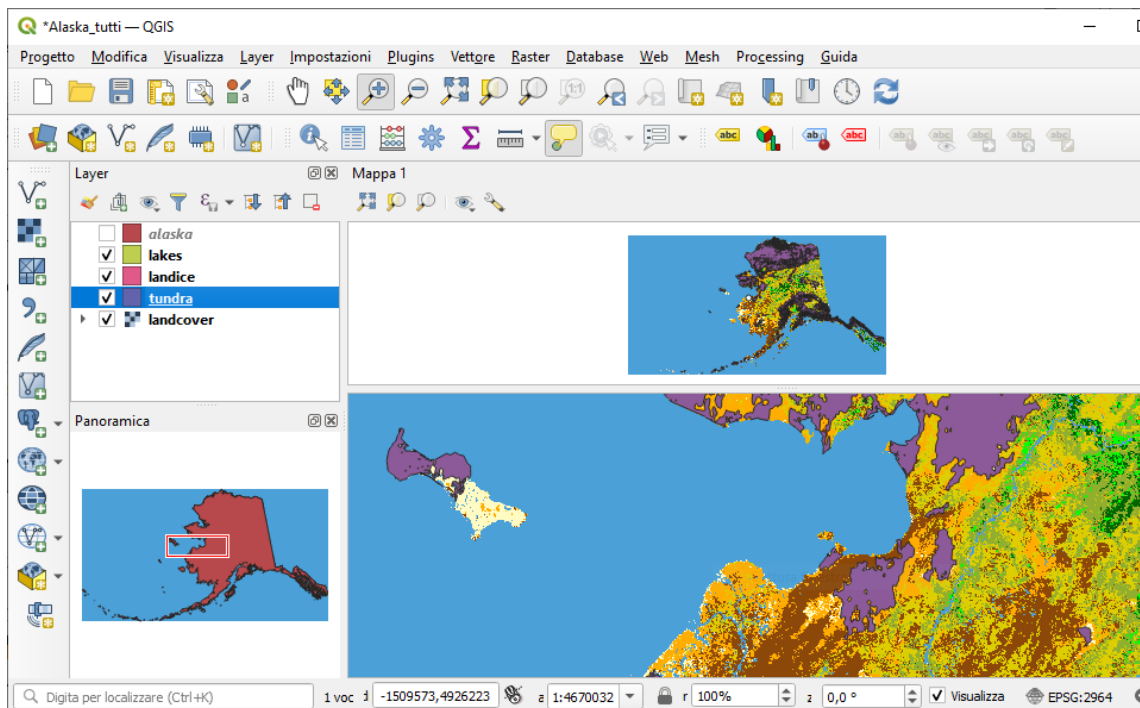 *Alaska_tutti — QGIS
Progetto Modifica Visualizza Layer Impostazioni Plugins Vettore Raster Database Web Mesh Processing Guida
Layer
Mappa 1
alaska
lakes
landice
tundra
landcover
Panoramica
Digita per localizzare (Ctrl+K) 1 voc -1509573,4926223 a 1:4670032 r 100% z 0,0 ° Visualizza EPSG:2964